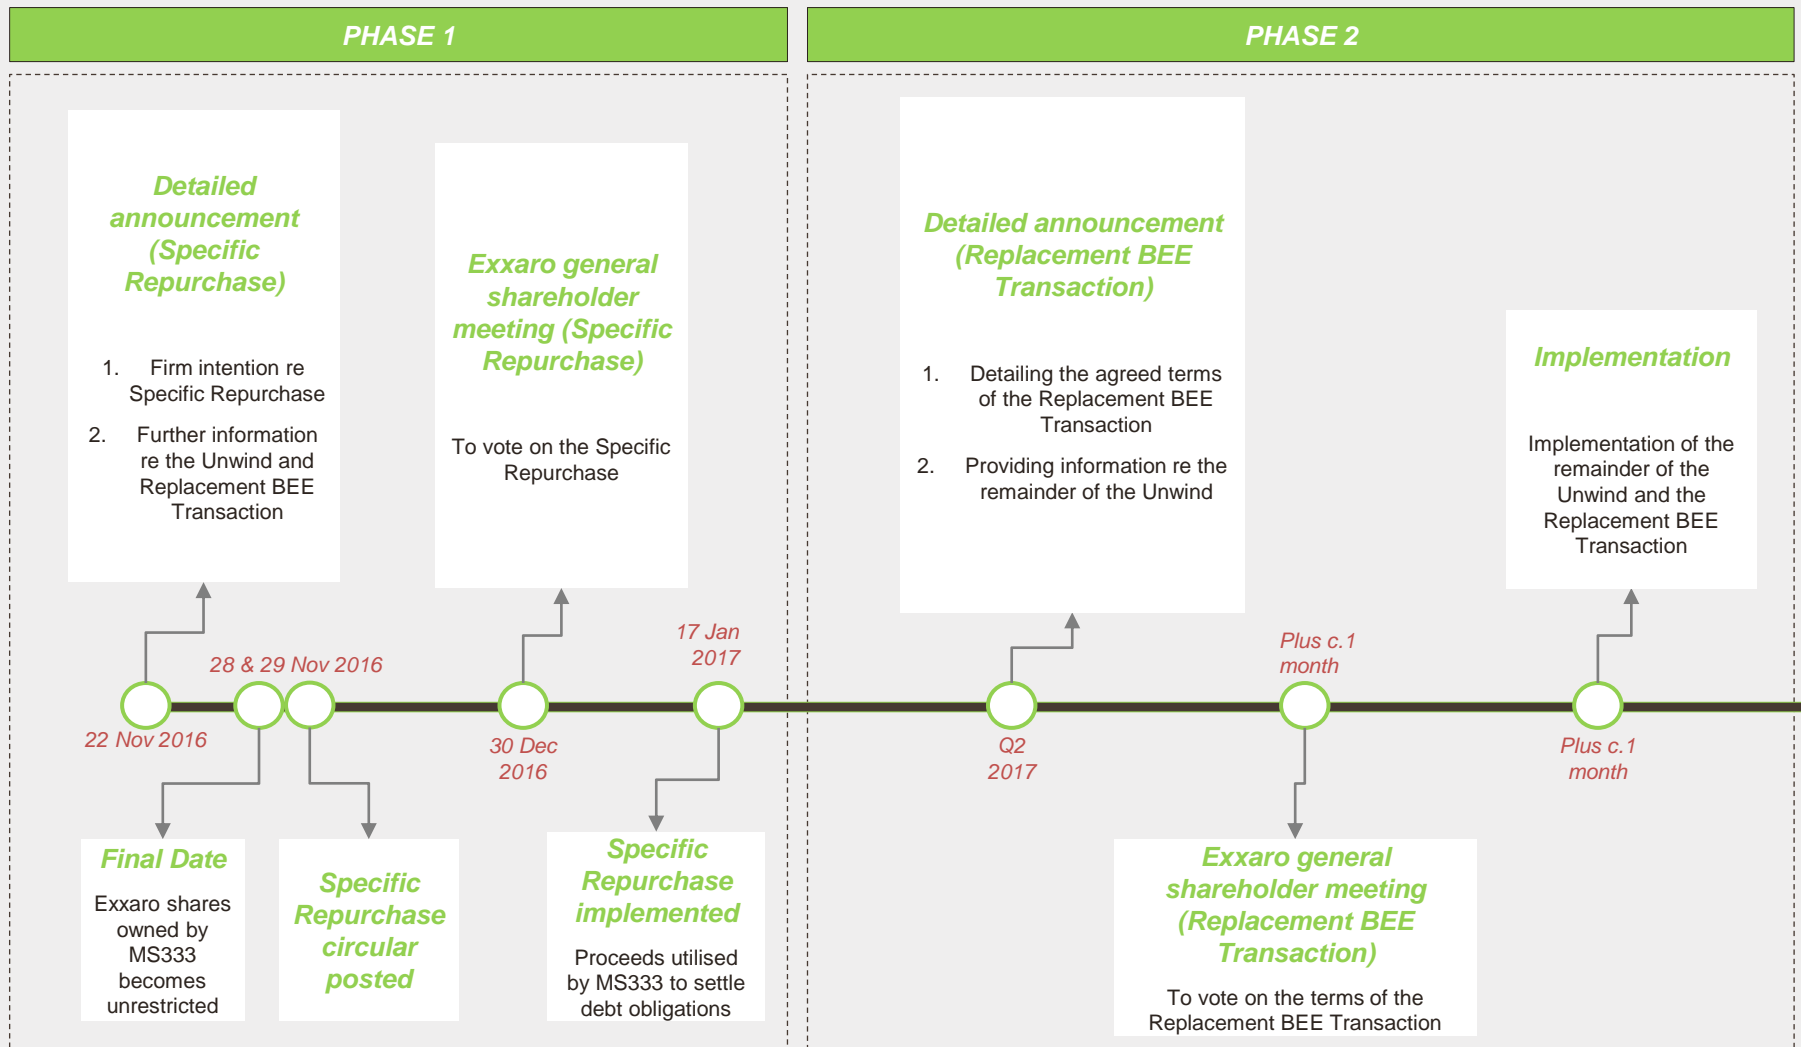 PHASE 1
PHASE 2
Detailed
announcement
(Specific
Repurchase)
1. Firm intention re
Specific Repurchase
2. Further information
re the Unwind and
Replacement BEE
Transaction
Exxaro general
shareholder
meeting (Specific
Repurchase)
To vote on the Specific
Repurchase
Detailed announcement
(Replacement BEE
Transaction)
1. Detailing the agreed terms
of the Replacement BEE
Transaction
2. Providing information re the
remainder of the Unwind
Implementation
Implementation of the
remainder of the
Unwind and the
Replacement BEE
Transaction
22 Nov 2016
28 & 29 Nov 2016
30 Dec
2016
17 Jan
2017
Q2
2017
Plus c.1
month
Plus c.1
month
Final Date
Exxaro shares
owned by
MS333
becomes
unrestricted
Specific
Repurchase
circular
posted
Specific
Repurchase
implemented
Proceeds utilised
by MS333 to settle
debt obligations
Exxaro general
shareholder meeting
(Replacement BEE
Transaction)
To vote on the terms of the
Replacement BEE Transaction